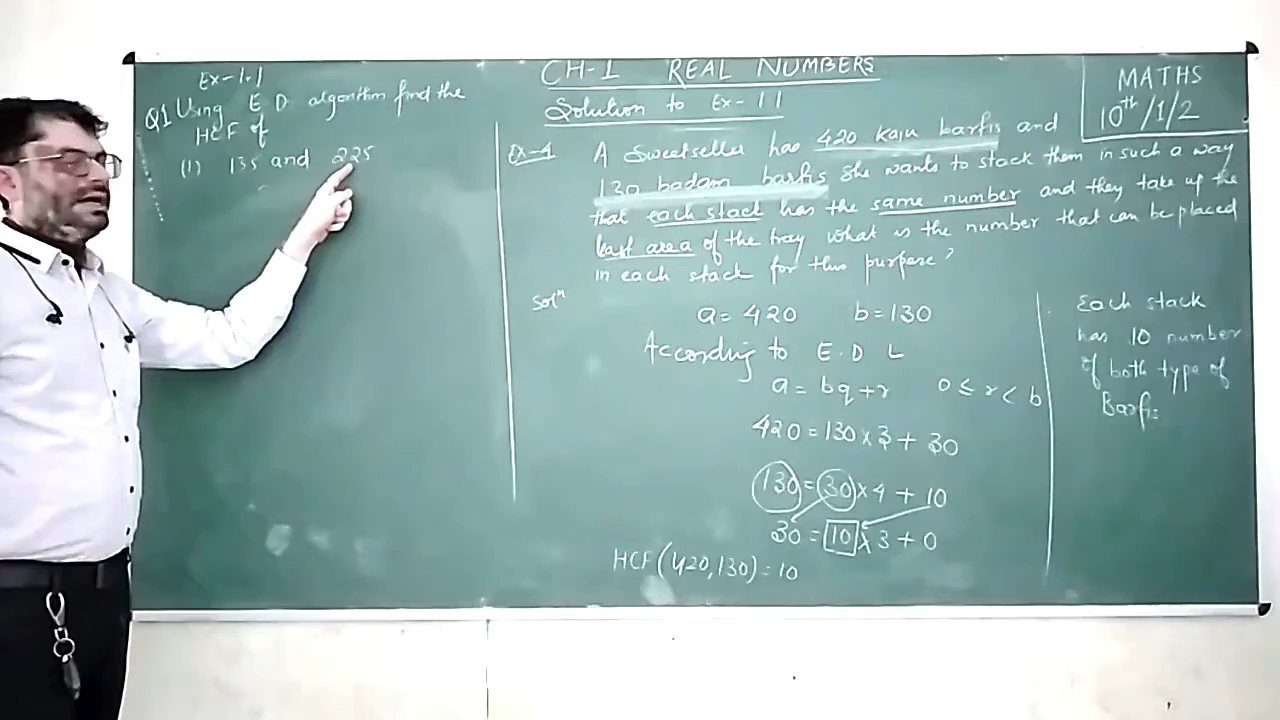 Ex-1.1
Q1 Using E D algorithm find the
HCF of
(1) 135 and 225
CH-1 REAL NUMBERS
Solution to Ex-1 1
MATHS
10th/1/2
Ex-4 A Sweetseller has 420 kaju barfis and
130 badam barfis She wants to stack them in such a way
that each stack has the same number and they take up the
least area of the tray what is the number that can be placed
in each stack for this purpose?
Soln
a = 420 b = 130
According to E.D L
a = bq + r 0 ≤ r < b
420 = 130 x 3 + 30
130 = 30 x 4 + 10
30 = 10 x 3 + 0
HCF (420,130) = 10
Each stack
has 10 number
of both type of
Barfis